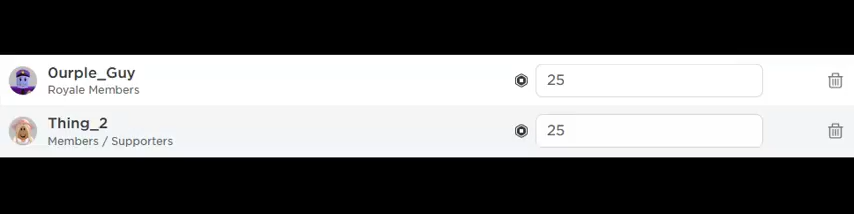 0urple_Guy
Royale Members
25
Thing_2
Members / Supporters
25